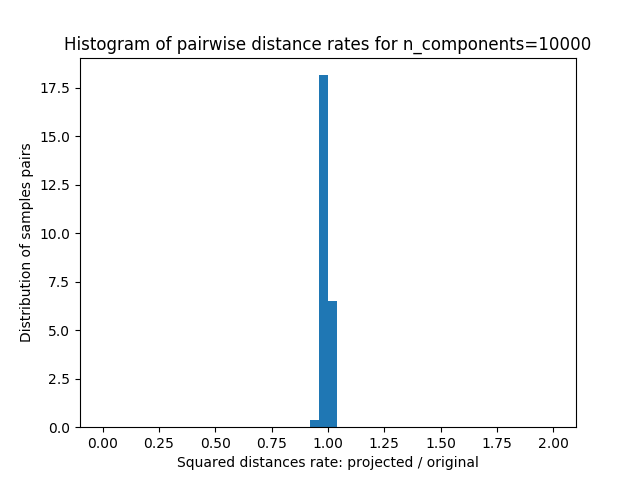 Histogram of pairwise distance rates for n_components=10000
17.5
15.0
12.5
10.0
7.5
5.0
2.5
0.0
Distribution of samples pairs
0.00 0.25 0.50 0.75 1.00 1.25 1.50 1.75 2.00
Squared distances rate: projected / original